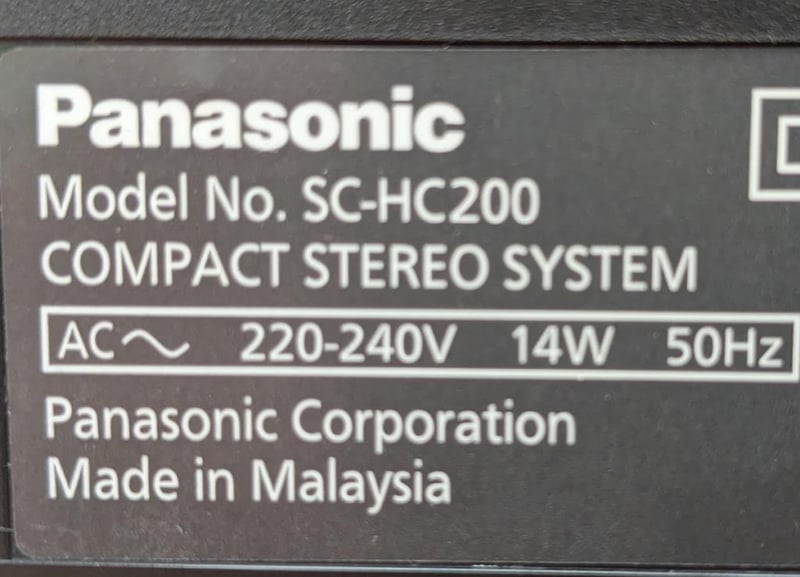 Panasonic
Model No. SC-HC200
COMPACT STEREO SYSTEM
AC~ 220-240V 14W 50Hz
Panasonic Corporation
Made in Malaysia